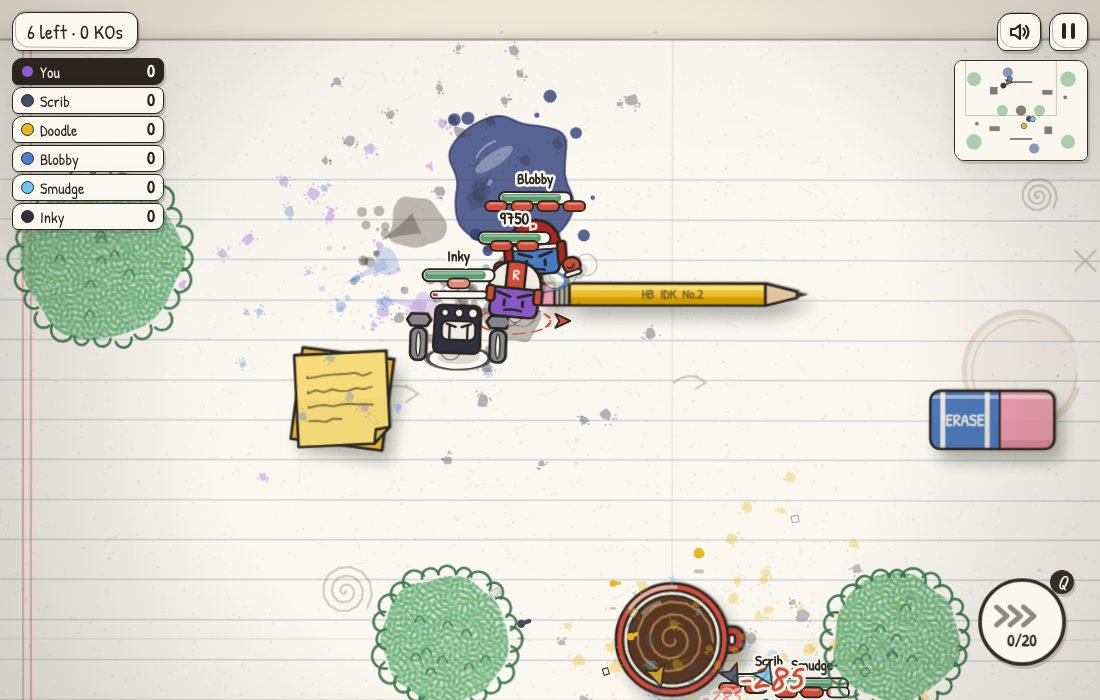 6 left · 0 KOs
You 0
Scrib 0
Doodle 0
Blobby 0
Smudge 0
Inky 0
Blobby
9750
Inky
R
HB IDK No.2
ERASE
Q
0/20
Scrib Smudge
-285
-285